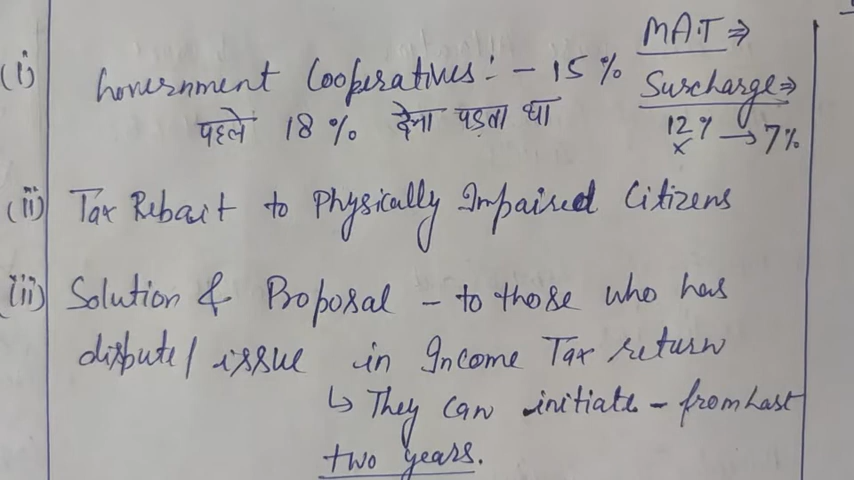 MAT ⇒
(i) Government Cooperatives:- 15% Surcharge ⇒
पहले 18% देना पड़ता था 12% → 7%
x
(ii) Tax Rebait to Physically Impaired Citizens
(iii) Solution & Proposal - to those who has
dispute/issue in Income Tax return
↳ They can initiate - from last
two years.